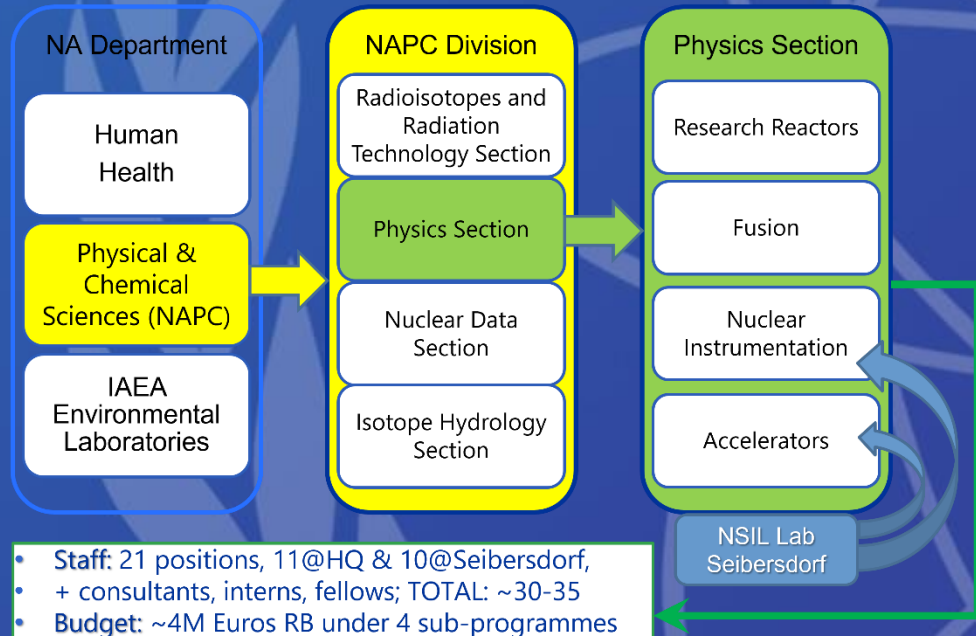 NA Department
Human
Health
Physical &
Chemical
Sciences (NAPC)
IAEA
Environmental
Laboratories
NAPC Division
Radioisotopes and
Radiation
Technology Section
Physics Section
Nuclear Data
Section
Isotope Hydrology
Section
Physics Section
Research Reactors
Fusion
Nuclear
Instrumentation
Accelerators
NSIL Lab
Seibersdorf
• Staff: 21 positions, 11@HQ & 10@Seibersdorf,
• + consultants, interns, fellows; TOTAL: ~30-35
• Budget: ~4M Euros RB under 4 sub-programmes